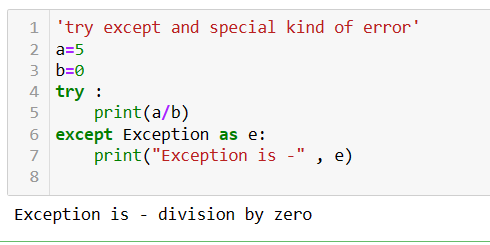 1 'try except and special kind of error'
2 a=5
3 b=0
4 try :
5     print(a/b)
6 except Exception as e:
7     print("Exception is -" , e)
8
Exception is - division by zero